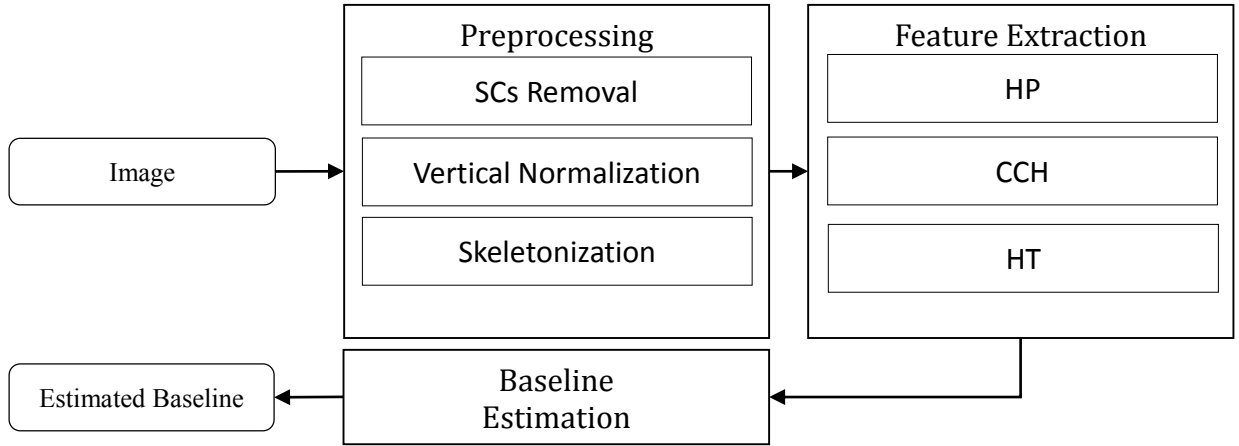 Image
Preprocessing
SCs Removal
Vertical Normalization
Skeletonization
Feature Extraction
HP
CCH
HT
Baseline
Estimation
Estimated Baseline